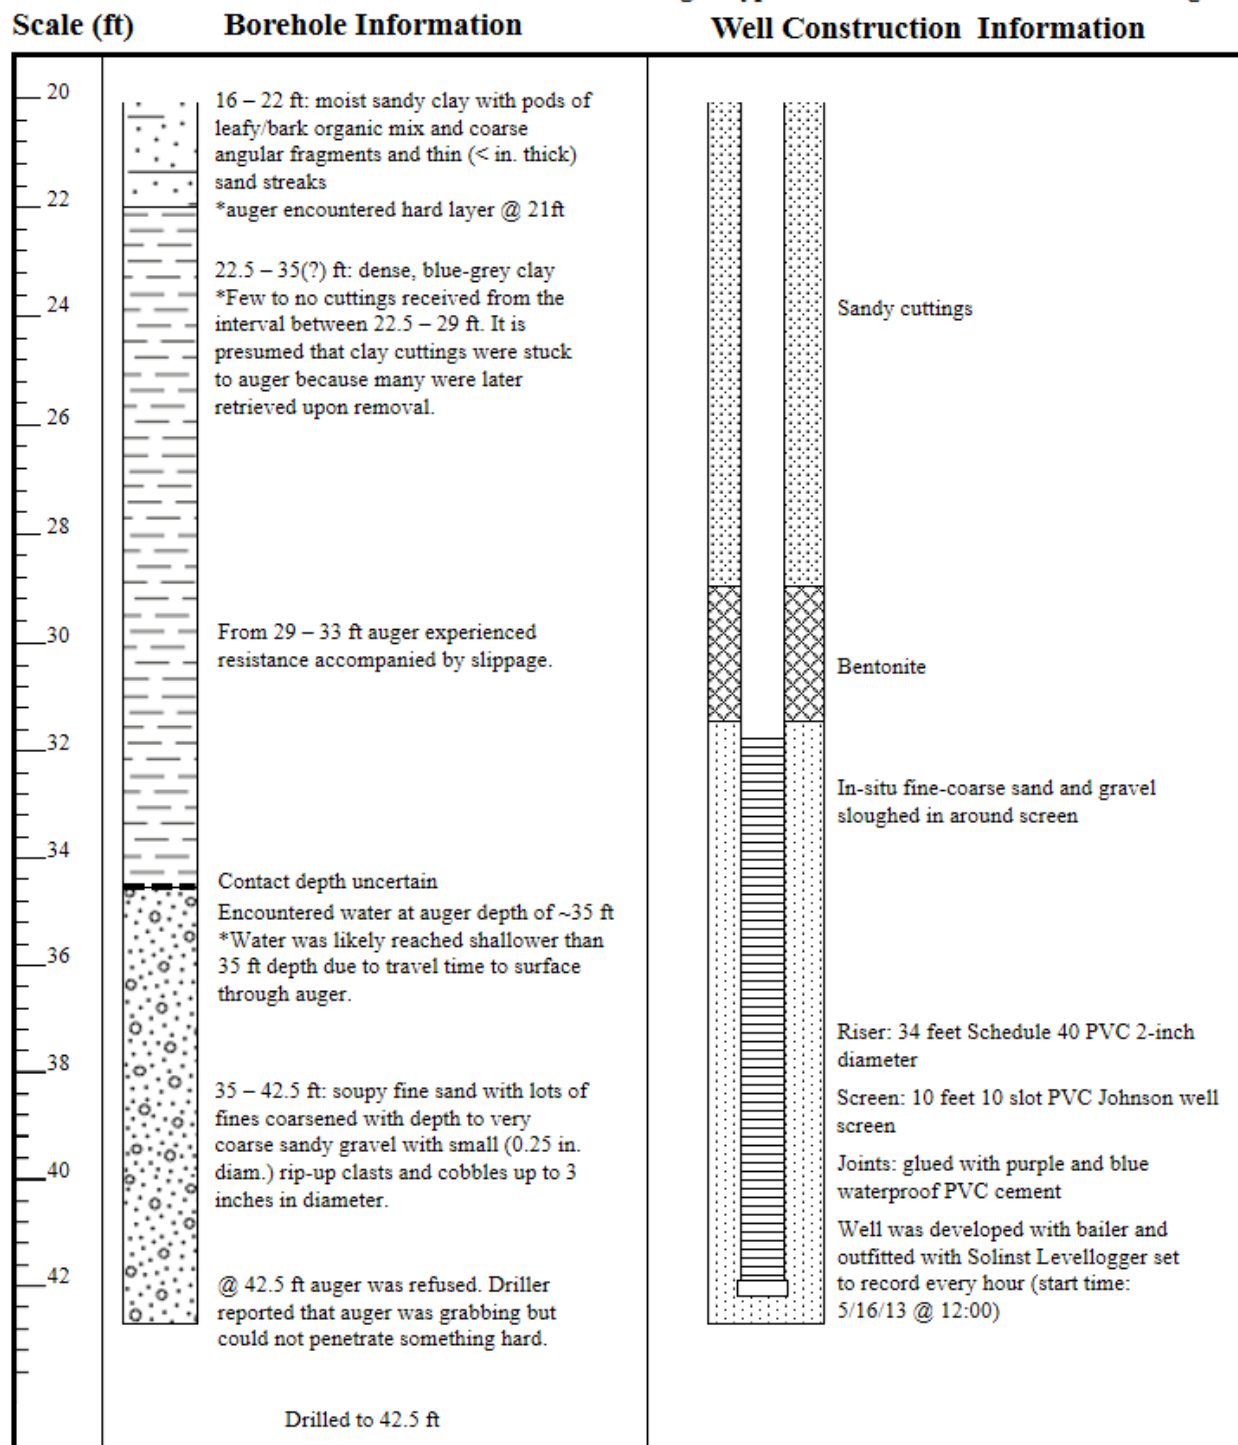 Scale (ft)
Borehole Information
Well Construction  Information
20
22
24
26
28
30
32
34
36
38
40
42
16 – 22 ft: moist sandy clay with pods of
leafy/bark organic mix and coarse
angular fragments and thin (< in. thick)
sand streaks
*auger encountered hard layer @ 21ft
22.5 – 35(?) ft: dense, blue-grey clay
*Few to no cuttings received from the
interval between 22.5 – 29 ft. It is
presumed that clay cuttings were stuck
to auger because many were later
retrieved upon removal.
From 29 – 33 ft auger experienced
resistance accompanied by slippage.
Contact depth uncertain
Encountered water at auger depth of ~35 ft
*Water was likely reached shallower than
35 ft depth due to travel time to surface
through auger.
35 – 42.5 ft: soupy fine sand with lots of
fines coarsened with depth to very
coarse sandy gravel with small (0.25 in.
diam.) rip-up clasts and cobbles up to 3
inches in diameter.
@ 42.5 ft auger was refused. Driller
reported that auger was grabbing but
could not penetrate something hard.
Drilled to 42.5 ft
Sandy cuttings
Bentonite
In-situ fine-coarse sand and gravel
sloughed in around screen
Riser: 34 feet Schedule 40 PVC 2-inch
diameter
Screen: 10 feet 10 slot PVC Johnson well
screen
Joints: glued with purple and blue
waterproof PVC cement
Well was developed with bailer and
outfitted with Solinst Levellogger set
to record every hour (start time:
5/16/13 @ 12:00)